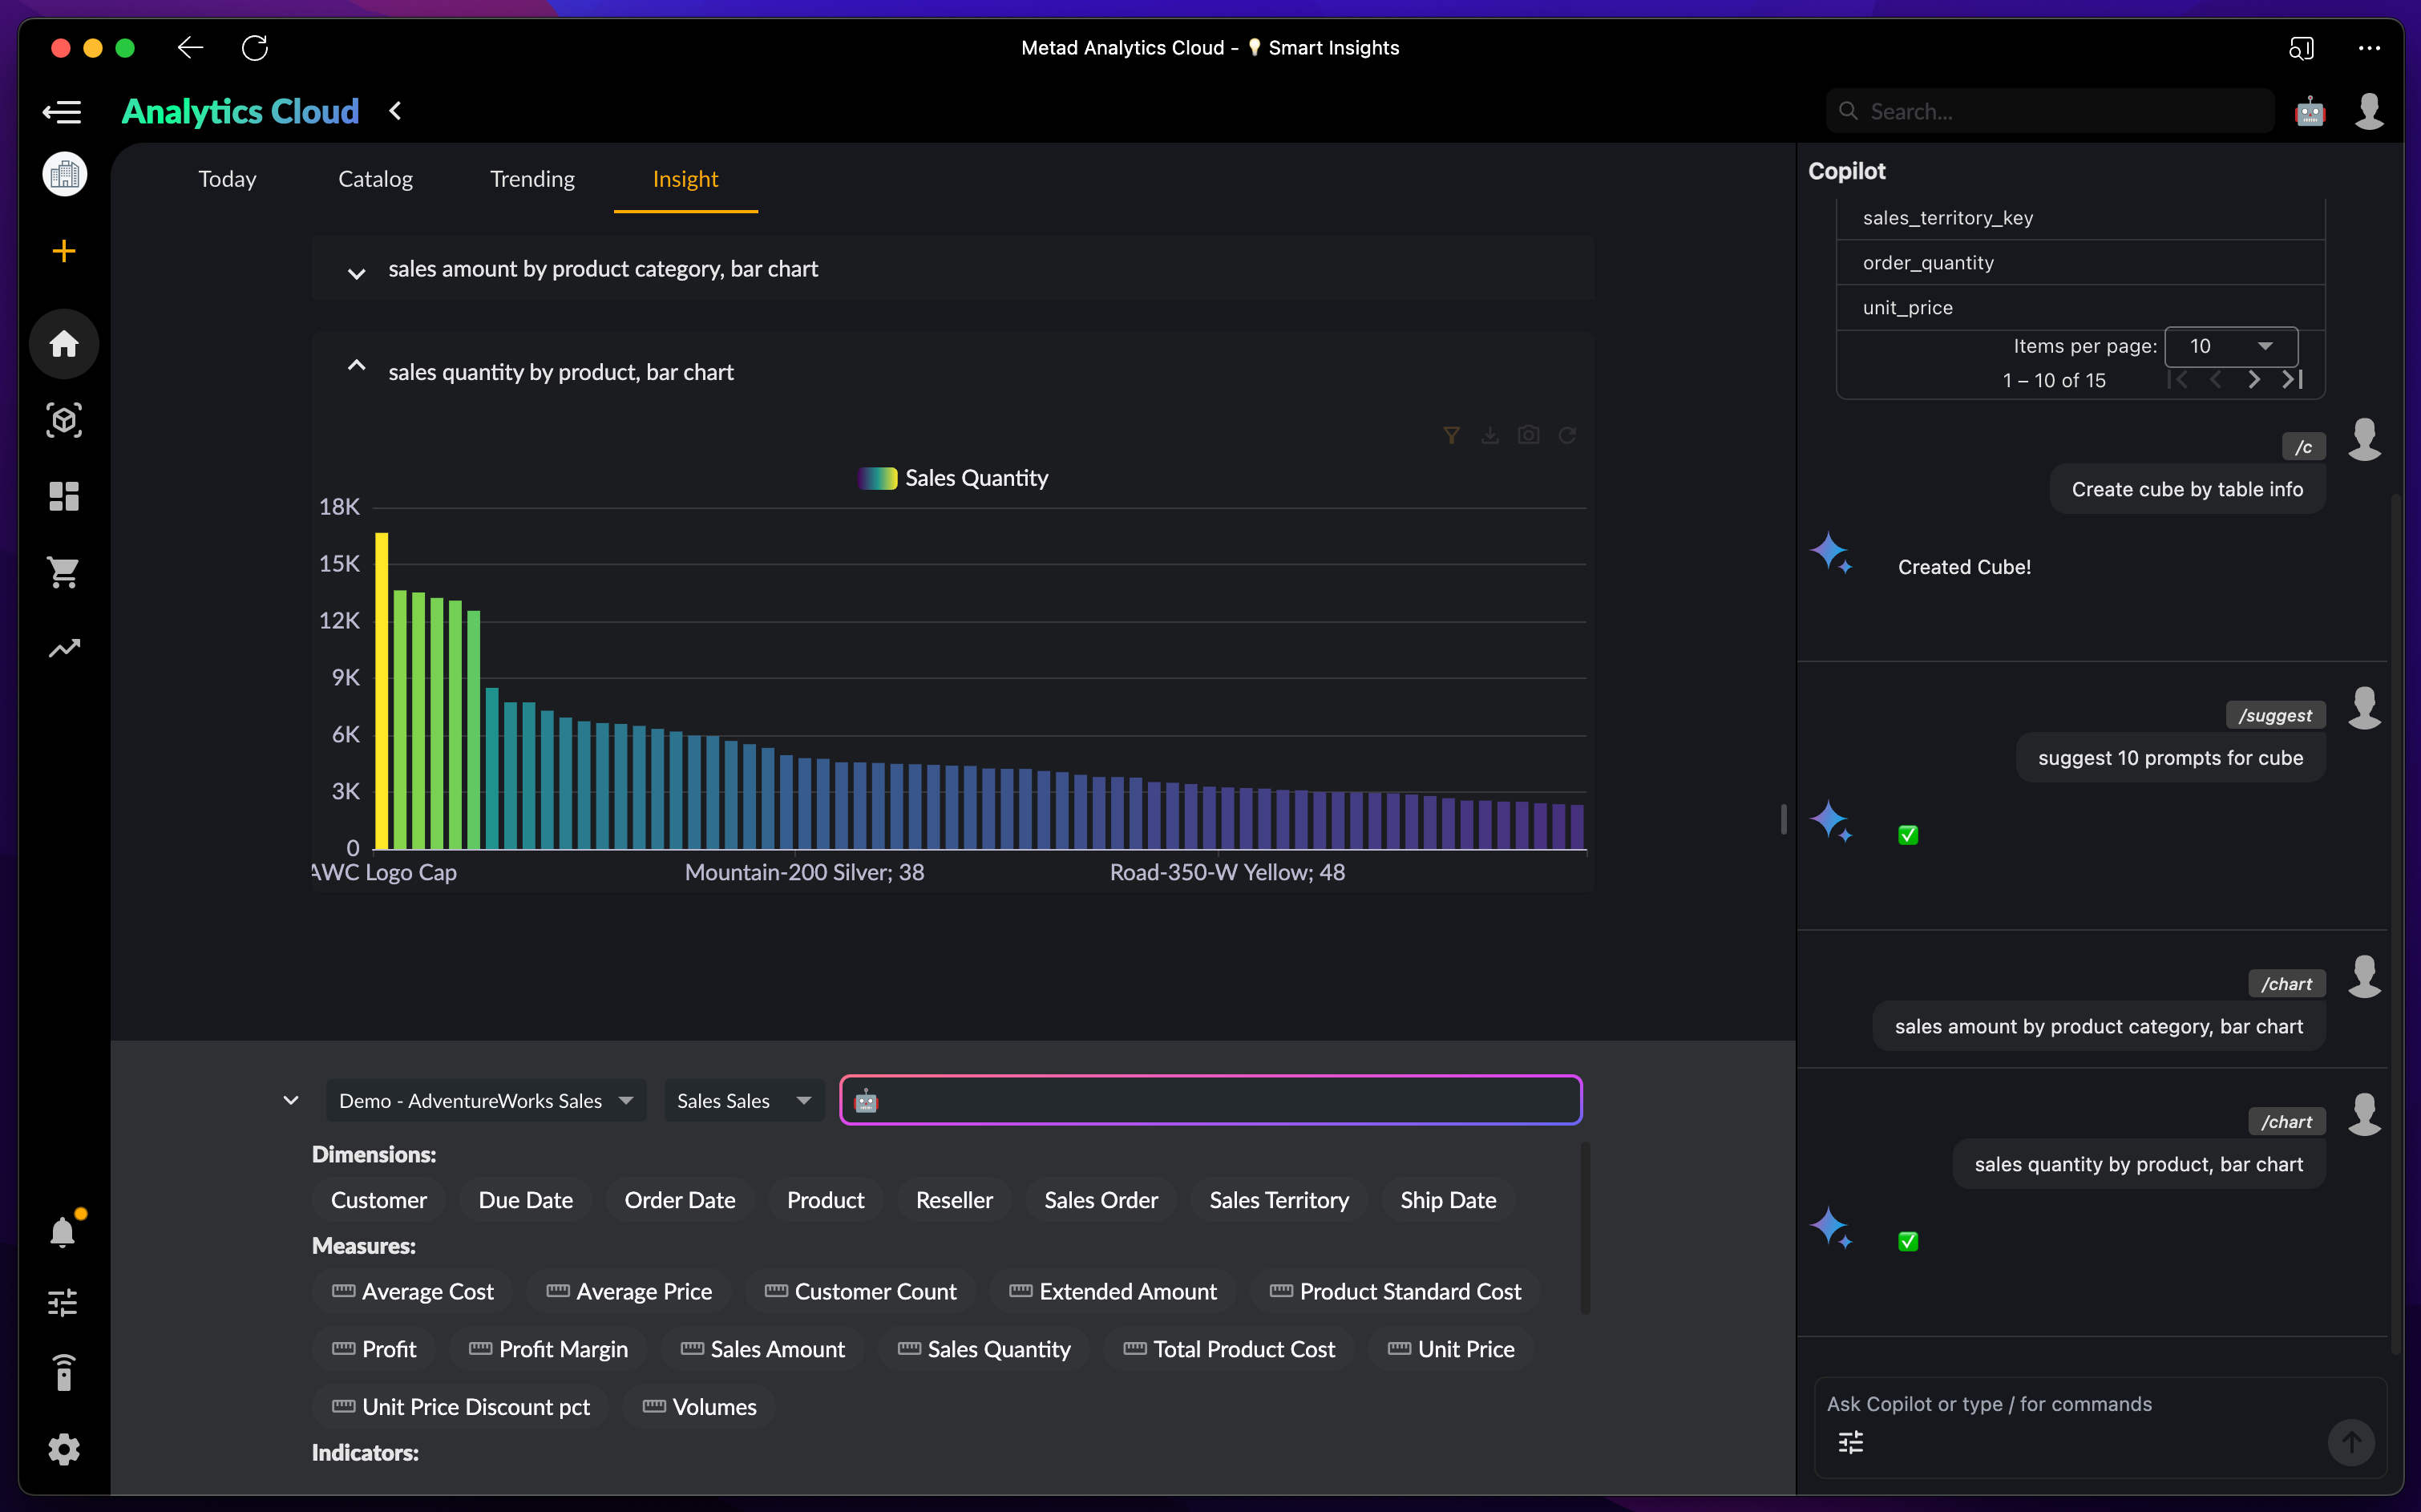 Metad Analytics Cloud - 💡 Smart Insights
Analytics Cloud
Search...
Today
Catalog
Trending
Insight
sales amount by product category, bar chart
sales quantity by product, bar chart
Sales Quantity
18K
15K
12K
9K
6K
3K
0
AWC Logo Cap
Mountain-200 Silver; 38
Road-350-W Yellow; 48
Demo - AdventureWorks Sales
Sales Sales
Dimensions:
Customer
Due Date
Order Date
Product
Reseller
Sales Order
Sales Territory
Ship Date
Measures:
Average Cost
Average Price
Customer Count
Extended Amount
Product Standard Cost
Profit
Profit Margin
Sales Amount
Sales Quantity
Total Product Cost
Unit Price
Unit Price Discount pct
Volumes
Indicators:
Copilot
sales_territory_key
order_quantity
unit_price
Items per page: 10
1 – 10 of 15
/c
Create cube by table info
Created Cube!
/suggest
suggest 10 prompts for cube
/chart
sales amount by product category, bar chart
/chart
sales quantity by product, bar chart
Ask Copilot or type / for commands